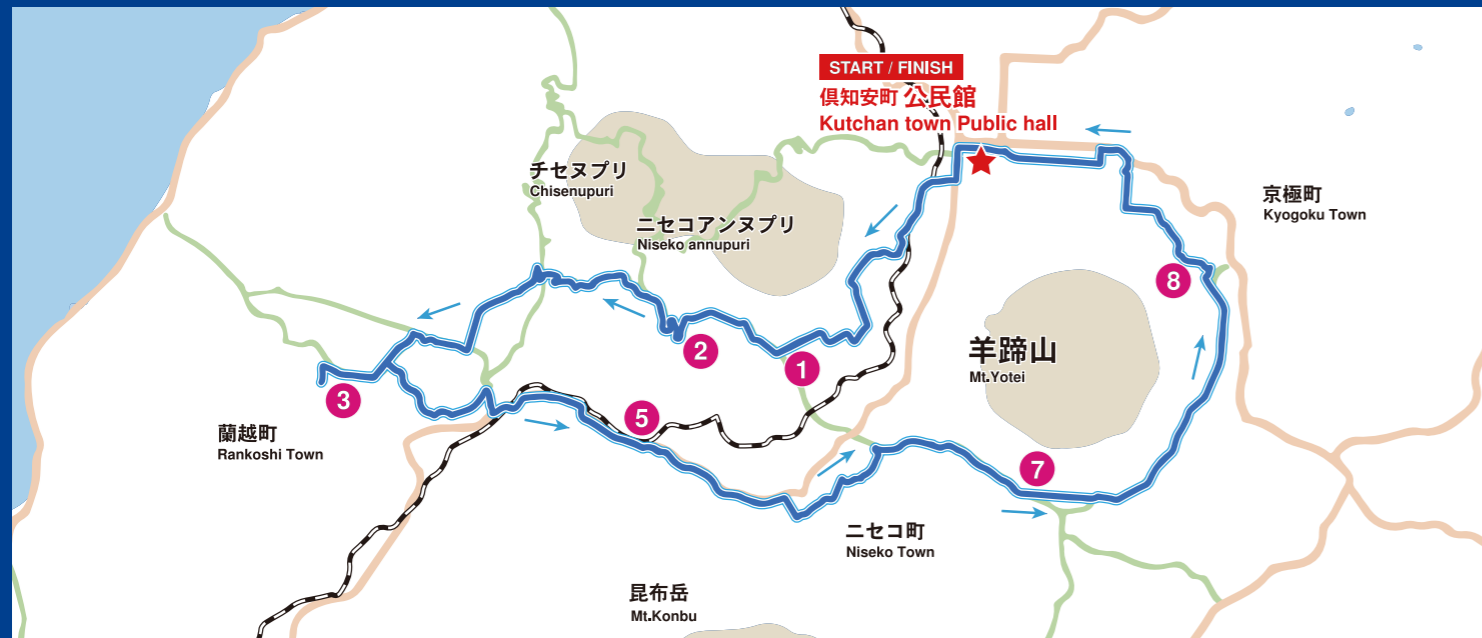 START / FINISH
倶知安町 公民館
Kutchan town Public hall
チセヌプリ
Chisenupuri
ニセコアンヌプリ
Niseko annupuri
京極町
Kyogoku Town
8
羊蹄山
Mt.Yotei
2
1
3
5
蘭越町
Rankoshi Town
7
ニセコ町
Niseko Town
昆布岳
Mt.Konbu